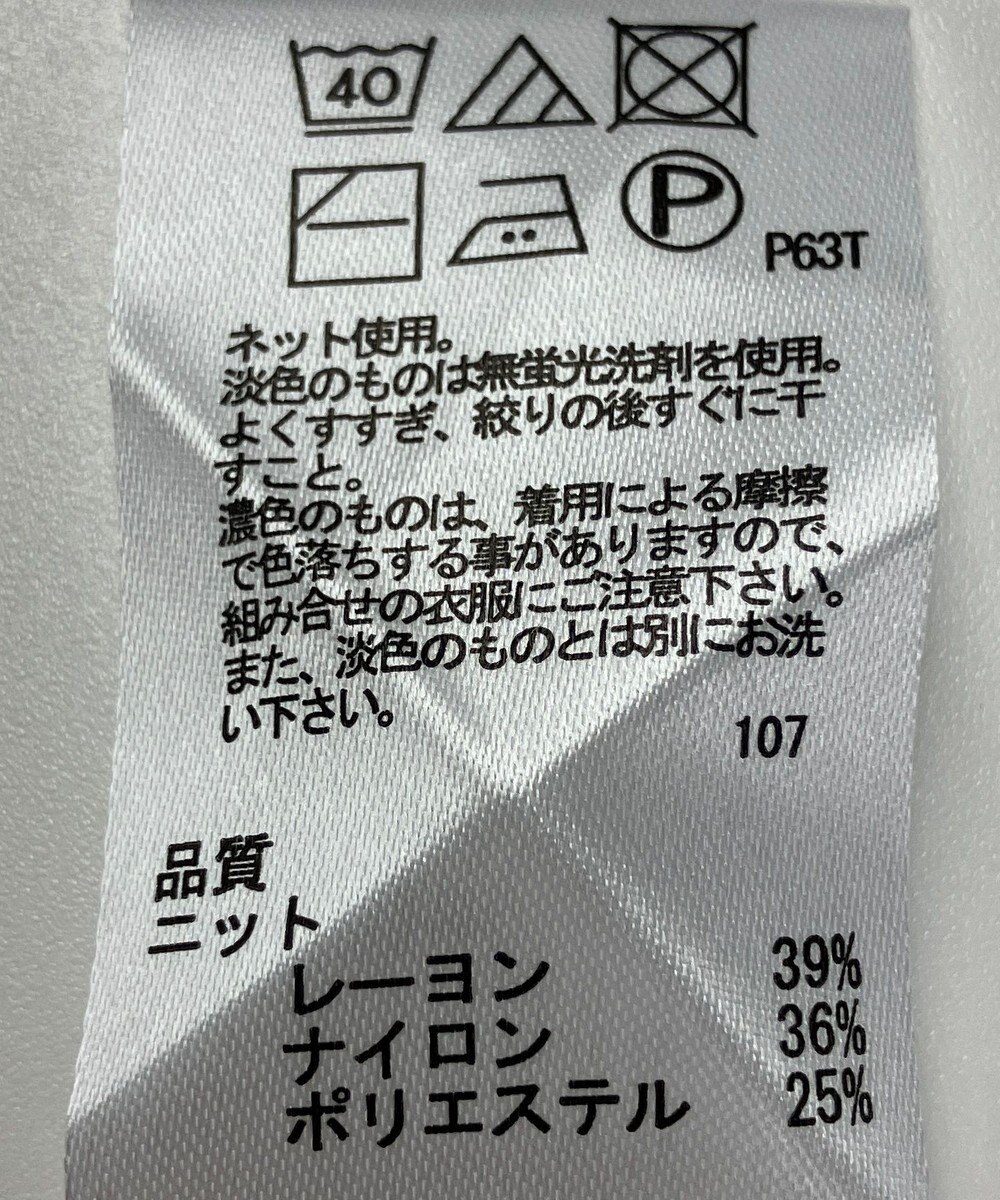 40
P
P63T
ネット使用。
淡色のものは無蛍光洗剤を使用。
よくすすぎ、絞りの後すぐに干
すこと。
濃色のものは、着用による摩擦
で色落ちする事がありますので、
組み合せの衣服にご注意下さい。
また、淡色のものとは別にお洗
い下さい。
107
品質
ニット
レーヨン 39%
ナイロン 36%
ポリエステル 25%